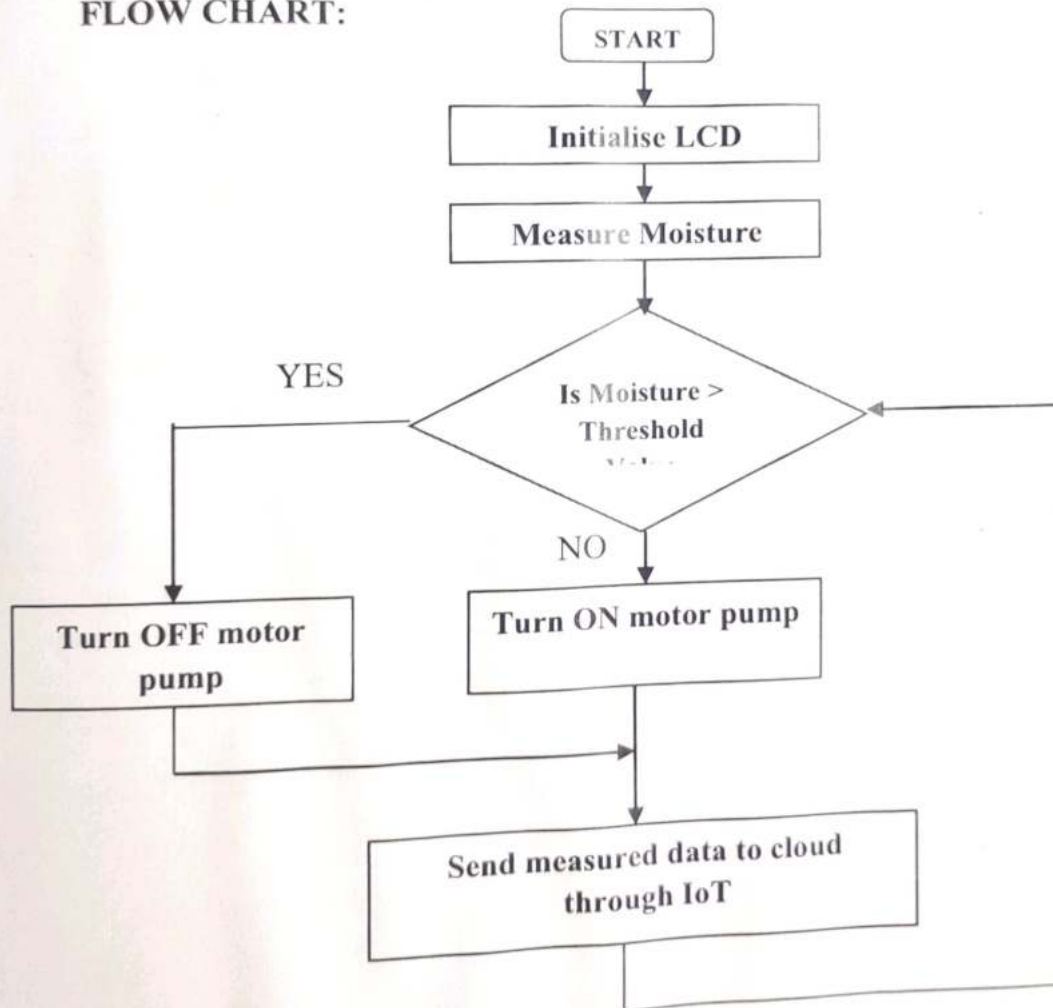 FLOW CHART:
START
Initialise LCD
Measure Moisture
Is Moisture >
Threshold
YES
NO
Turn OFF motor
pump
Turn ON motor pump
Send measured data to cloud
through IoT